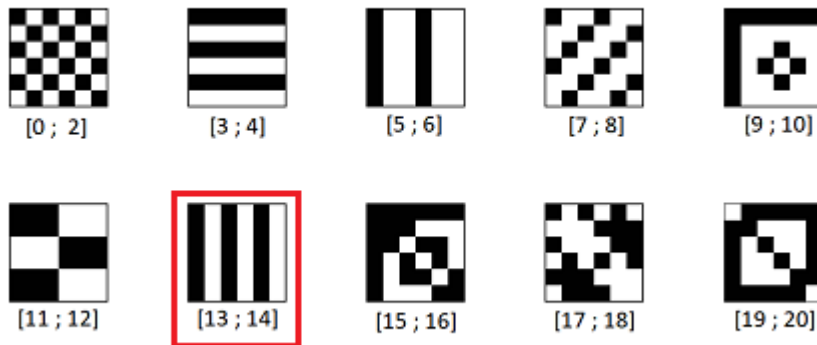 [0 ; 2] [3 ; 4] [5 ; 6] [7 ; 8] [9 ; 10]
[11 ; 12] [13 ; 14] [15 ; 16] [17 ; 18] [19 ; 20]